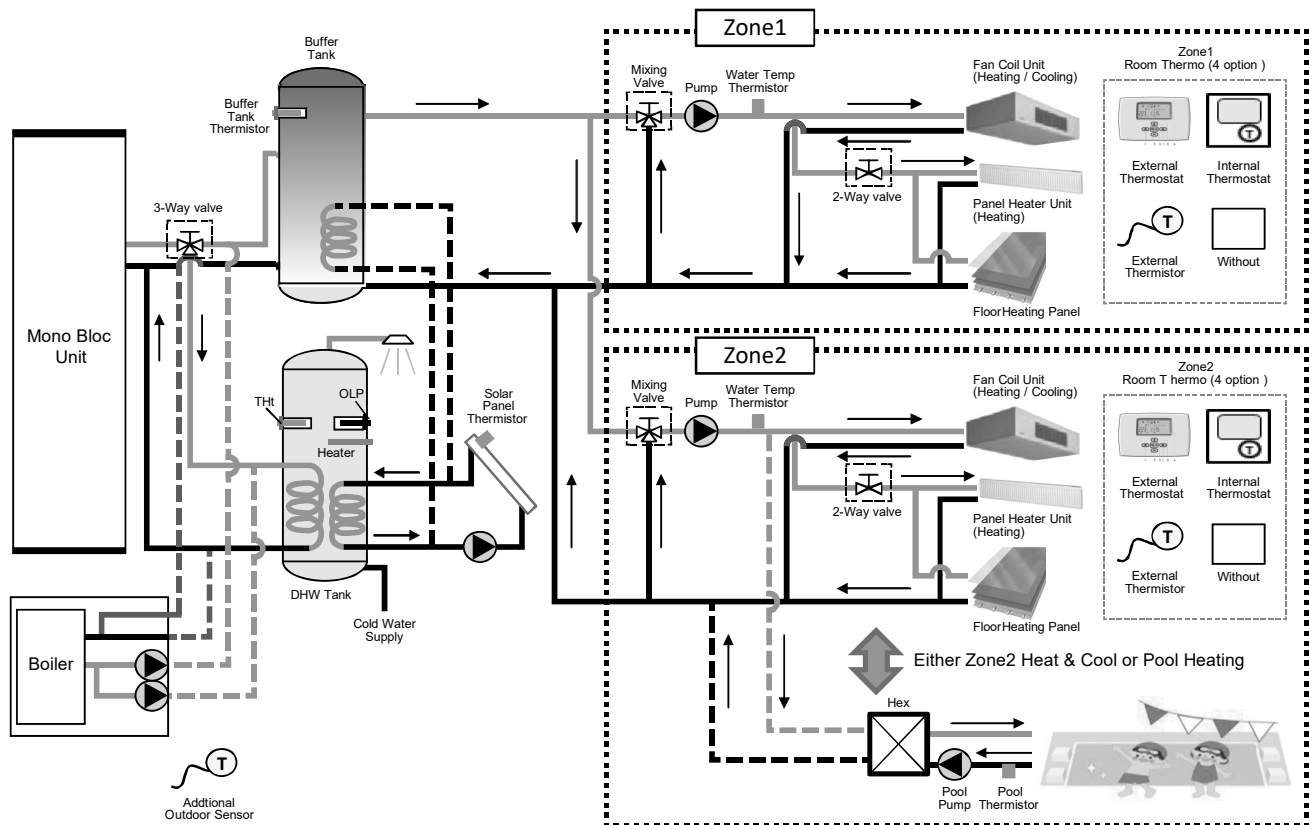 Zone1
Buffer
Tank
Buffer
Tank
Thermistor
3-Way valve
Mono Bloc
Unit
THt
OLP
Heater
Solar
Panel
Thermistor
DHW Tank
Cold Water
Supply
Boiler
T
Addtional
Outdoor Sensor
Mixing
Valve
Pump
Water Temp
Thermistor
Fan Coil Unit
(Heating / Cooling)
2-Way valve
Panel Heater Unit
(Heating)
FloorHeating Panel
Zone1
Room Thermo (4 option )
T
External
Thermostat
Internal
Thermostat
T
External
Thermistor
Without
Zone2
Mixing
Valve
Pump
Water Temp
Thermistor
Fan Coil Unit
(Heating / Cooling)
2-Way valve
Panel Heater Unit
(Heating)
FloorHeating Panel
Zone2
Room T hermo (4 option )
T
External
Thermostat
Internal
Thermostat
T
External
Thermistor
Without
Either Zone2 Heat & Cool or Pool Heating
Hex
Pool
Pump
Pool
Thermistor